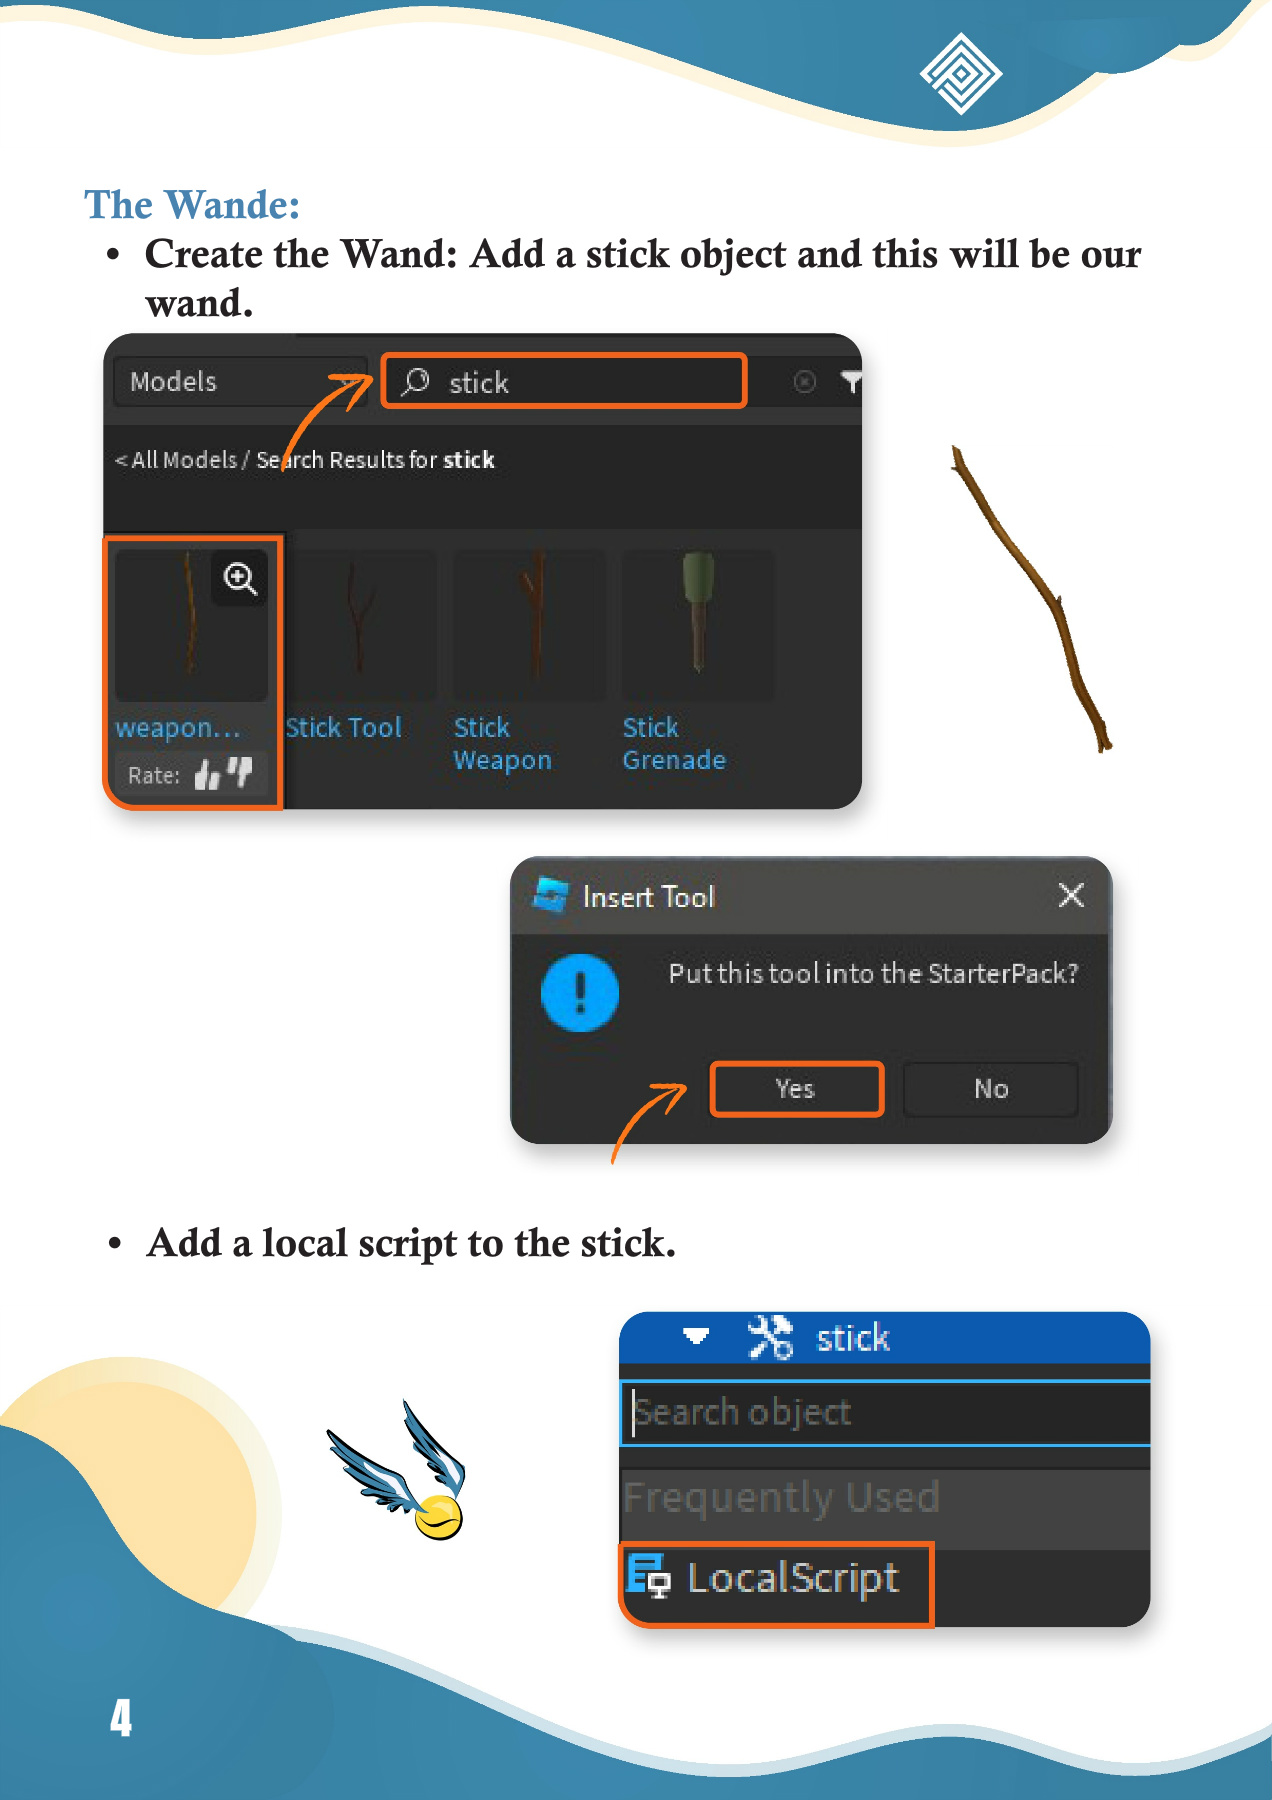 The Wande:
• Create the Wand: Add a stick object and this will be our
wand.
Models
stick
< All Models / Search Results for stick
weapon...
Stick Tool
Stick
Weapon
Stick
Grenade
Rate:
Insert Tool
Put this tool into the StarterPack?
Yes
No
• Add a local script to the stick.
stick
Search object
Frequently Used
LocalScript
4